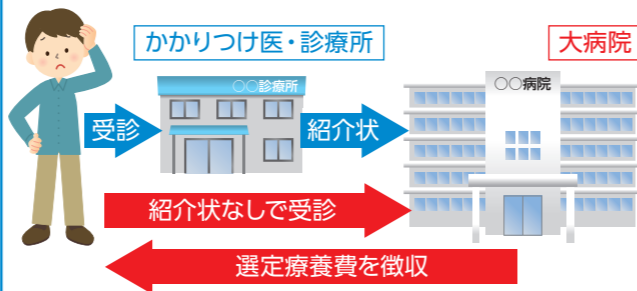 かかりつけ医・診療所
大病院
○○診療所
○○病院
受診
紹介状
紹介状なしで受診
選定療養費を徴収